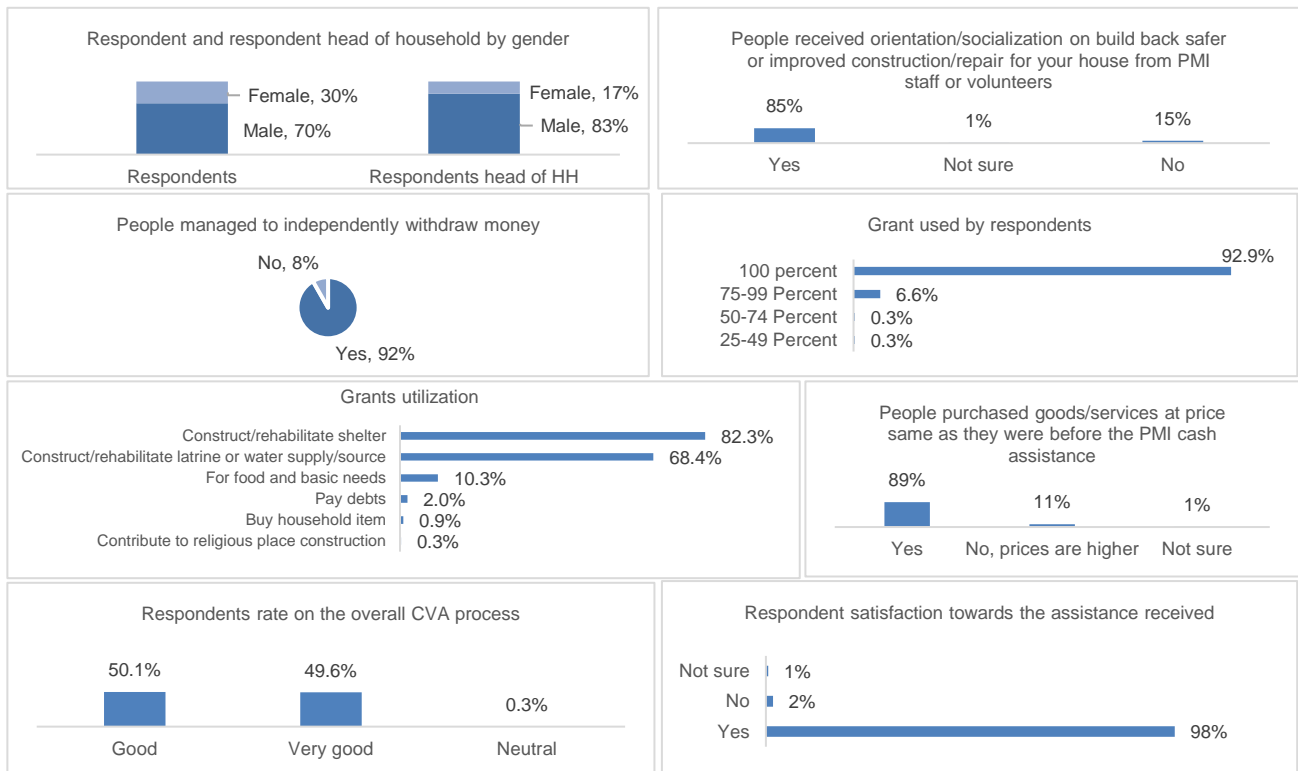 Respondent and respondent head of household by gender
Female, 30%
Male, 70%
Female, 17%
Male, 83%
Respondents
Respondents head of HH
People received orientation/socialization on build back safer
or improved construction/repair for your house from PMI
staff or volunteers
85%
1%
15%
Yes
Not sure
No
People managed to independently withdraw money
No, 8%
Yes, 92%
Grant used by respondents
100 percent
92.9%
75-99 Percent
6.6%
50-74 Percent
0.3%
25-49 Percent
0.3%
Grants utilization
Construct/rehabilitate shelter
82.3%
Construct/rehabilitate latrine or water supply/source
68.4%
For food and basic needs
10.3%
Pay debts
2.0%
Buy household item
0.9%
Contribute to religious place construction
0.3%
People purchased goods/services at price
same as they were before the PMI cash
assistance
89%
11%
1%
Yes
No, prices are higher
Not sure
Respondents rate on the overall CVA process
50.1%
49.6%
0.3%
Good
Very good
Neutral
Respondent satisfaction towards the assistance received
Not sure
1%
No
2%
Yes
98%